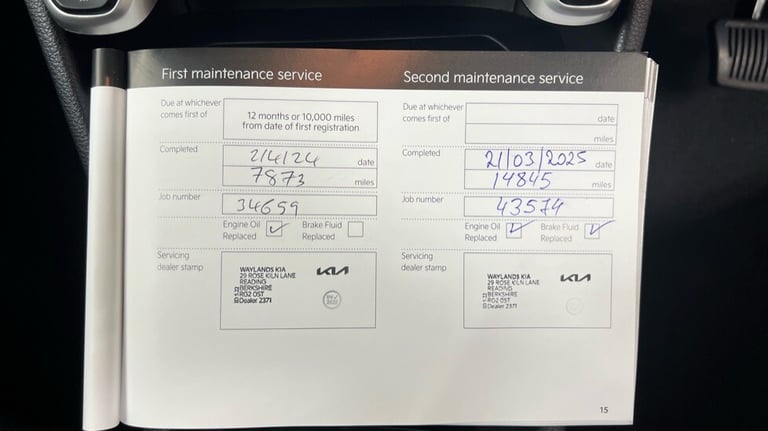 First maintenance service
Due at whichever
comes first of
12 months or 10,000 miles
from date of first registration
Completed
2/4/24 date
7873 miles
Job number
34659
Engine Oil
Replaced
Brake Fluid
Replaced
Servicing
dealer stamp
WAYLANDS KIA
29 ROSE KILN LANE
READING
BERKSHIRE
RG2 0ST
Dealer 2371
KIA
Second maintenance service
Due at whichever
comes first of
date
miles
Completed
21/03/2025 date
14845 miles
Job number
43574
Engine Oil
Replaced
Brake Fluid
Replaced
Servicing
dealer stamp
WAYLANDS KIA
29 ROSE KILN LANE
READING
BERKSHIRE
RG2 0ST
Dealer 2371
KIA
15